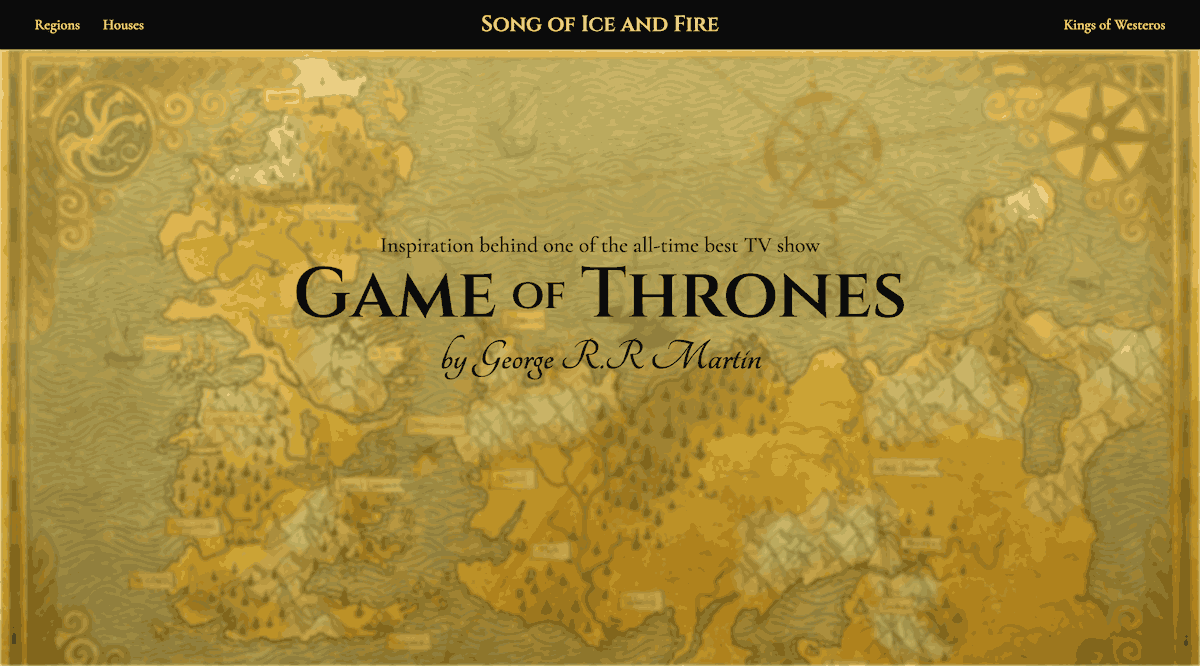 Regions Houses Song of Ice and Fire Kings of Westeros
Inspiration behind one of the all-time best TV show
Game of Thrones
by George R.R Martin